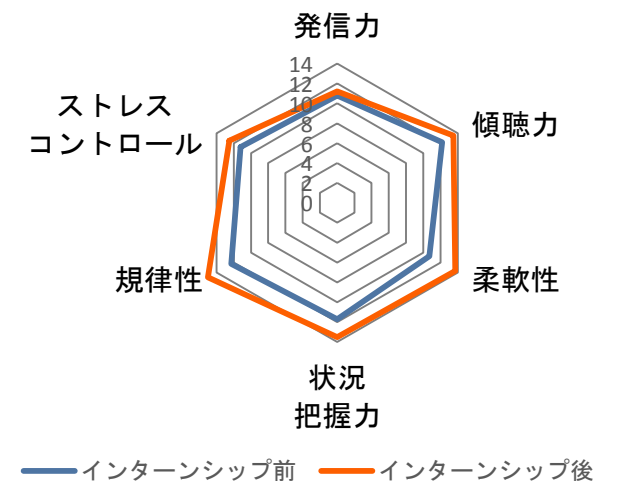 発信力
14
12
10
8
6
4
2
0
ストレス
コントロール
傾聴力
規律性
柔軟性
状況
把握力
インターンシップ前
インターンシップ後